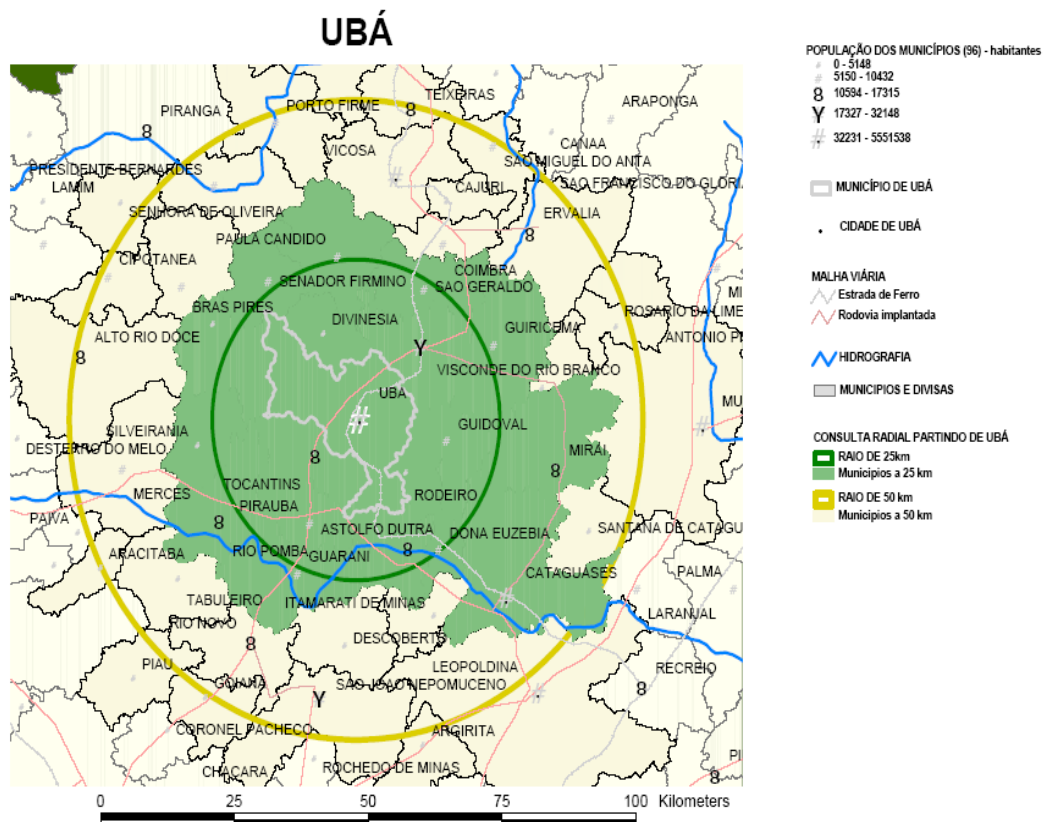 UBÁ
TEIXEIRAS
PIRANGA
PORTO FIRME
ARAPONGA
VICOSA
CANAA
PRESIDENTE BERNARDES
SAO MIGUEL DO ANTA
LAMIM
CAJURI
SAO FRANCISCO DO GLORIA
SENHORA DE OLIVEIRA
ERVALIA
PAULA CANDIDO
CIPOTANEA
COIMBRA
SENADOR FIRMINO
SAO GERALDO
BRAS PIRES
ROSARIO DA LIME
DIVINESIA
GUIRICEMA
ALTO RIO DOCE
ANTONIO P
VISCONDE DO RIO BRANCO
UBA
MU
GUIDOVAL
SILVEIRANIA
DESTERRO DO MELO
MIRAI
TOCANTINS
MERCES
RODEIRO
PIRAUBA
PAIVA
ASTOLFO DUTRA
DONA EUZEBIA
SANTANA DE CATAGU
ARACITABA
RIO POMBA
GUARANI
CATAGUASES
PALMA
TABULEIRO
ITAMARATI DE MINAS
LARANJAL
RIO NOVO
DESCOBERTO
PIAU
LEOPOLDINA
RECREIO
GOIANA
SAO JOAO NEPOMUCENO
CORONEL PACHECO
ARGIRITA
PI
CHACARA
ROCHEDO DE MINAS
0 25 50 75 100 Kilometers
POPULAÇÃO DOS MUNICÍPIOS (96) - habitantes
0 - 5148
# 5150 - 10432
8 10594 - 17315
Y 17327 - 32148
# 32231 - 5551538
MUNICÍPIO DE UBÁ
CIDADE DE UBÁ
MALHA VIÁRIA
Estrada de Ferro
Rodovia implantada
HIDROGRAFIA
MUNICIPIOS E DIVISAS
CONSULTA RADIAL PARTINDO DE UBÁ
RAIO DE 25km
Municipios a 25 km
RAIO DE 50 km
Municipios a 50 km